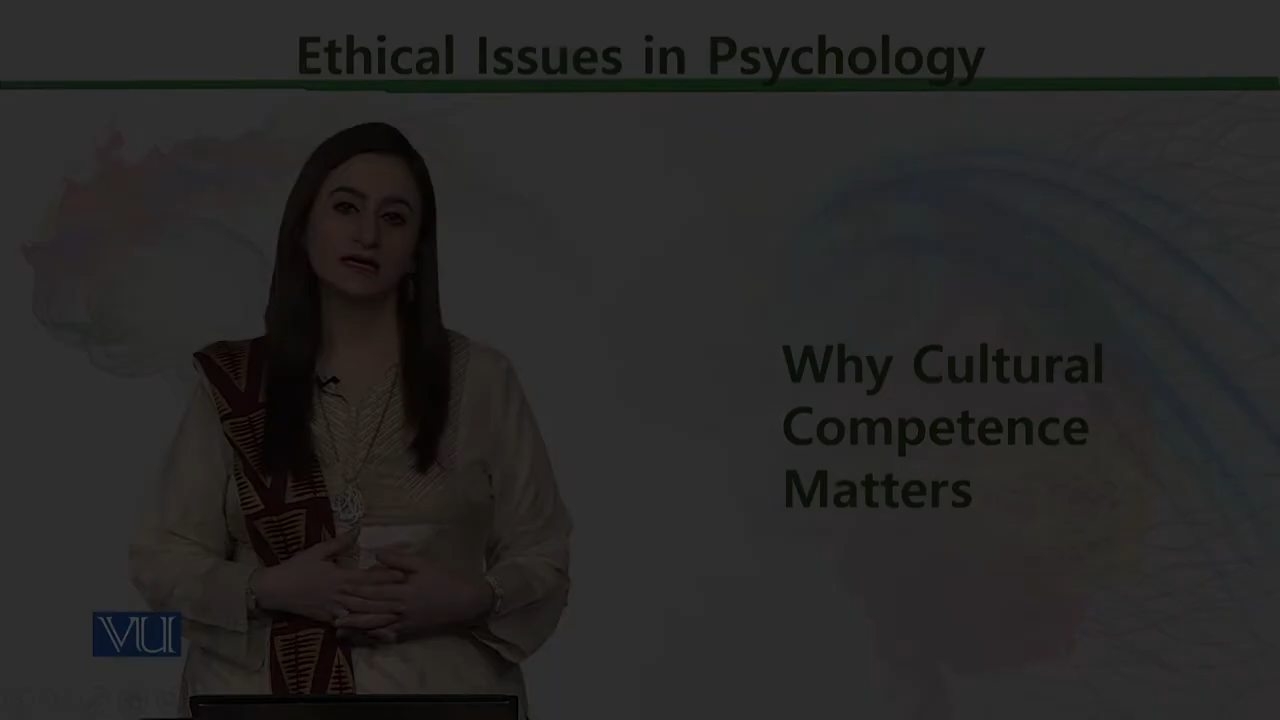 Ethical Issues in Psychology
Why Cultural
Competence
Matters
VU